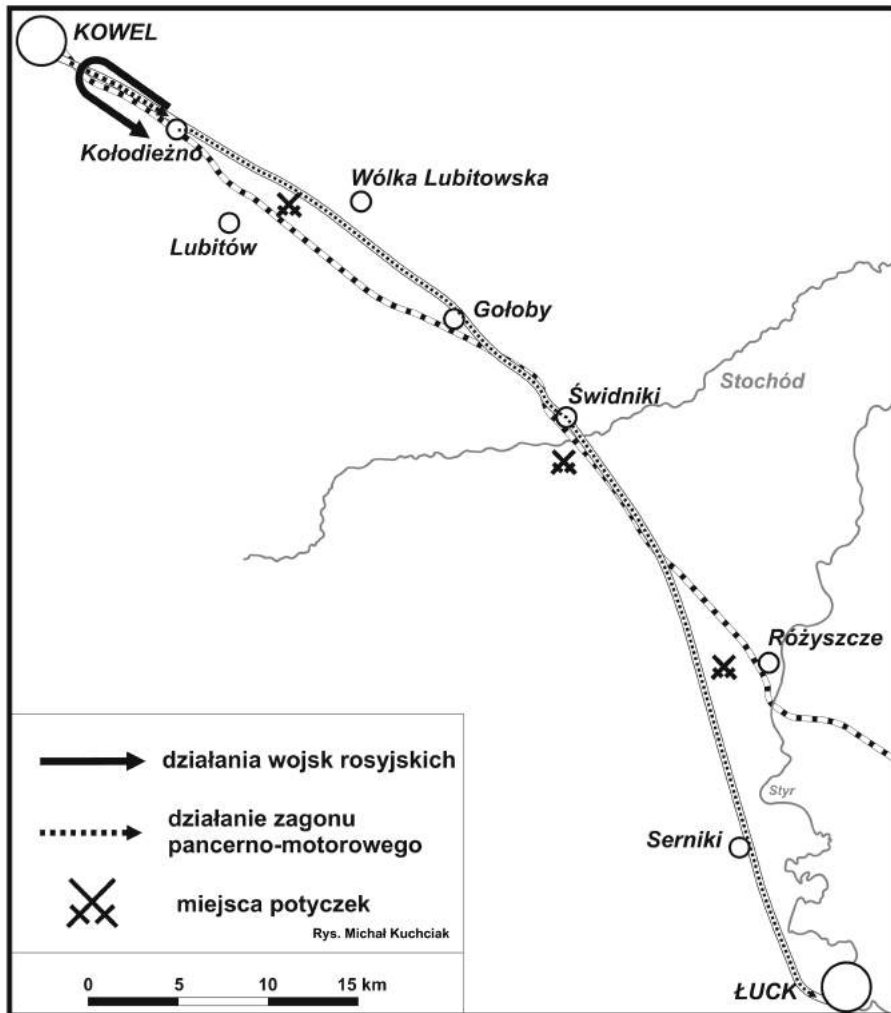 KOWEL
Kołodieżno
Wólka Lubitowska
Lubitów
Gołoby
Stochód
Świdniki
Różyszcze
Styr
Serniki
ŁUCK
działania wojsk rosyjskich
działanie zagonu
pancerno-motorowego
miejsca potyczek
Rys. Michał Kuchciak
0 5 10 15 km